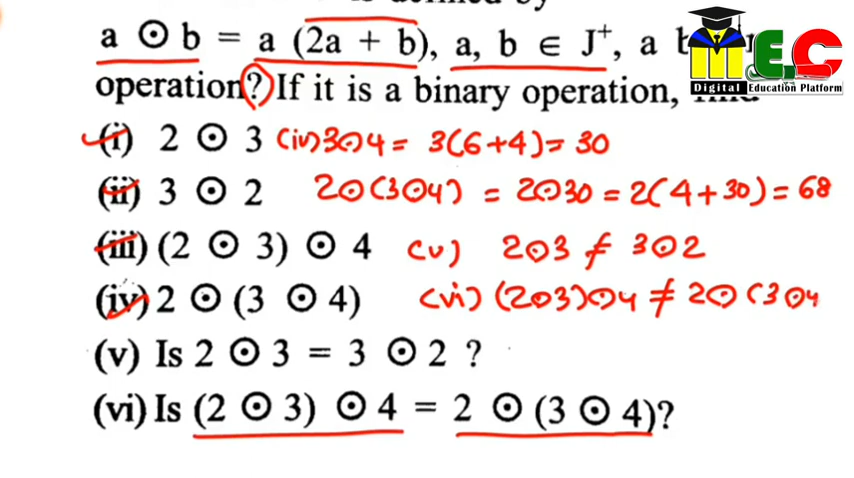 a ⊙ b = a (2a + b), a, b ∈ J⁺, a
operation? If it is a binary operation,
(i) 2 ⊙ 3 (iv) 3⊙4 = 3(6+4) = 30
(ii) 3 ⊙ 2 2⊙(3⊙4) = 2⊙30 = 2(4+30) = 68
(iii) (2 ⊙ 3) ⊙ 4 (v) 2⊙3 ≠ 3⊙2
(iv) 2 ⊙ (3 ⊙ 4) (vi) (2⊙3)⊙4 ≠ 2⊙(3⊙4
(v) Is 2 ⊙ 3 = 3 ⊙ 2 ?
(vi) Is (2 ⊙ 3) ⊙ 4 = 2 ⊙ (3 ⊙ 4)?
MEC
Digital Education Platform